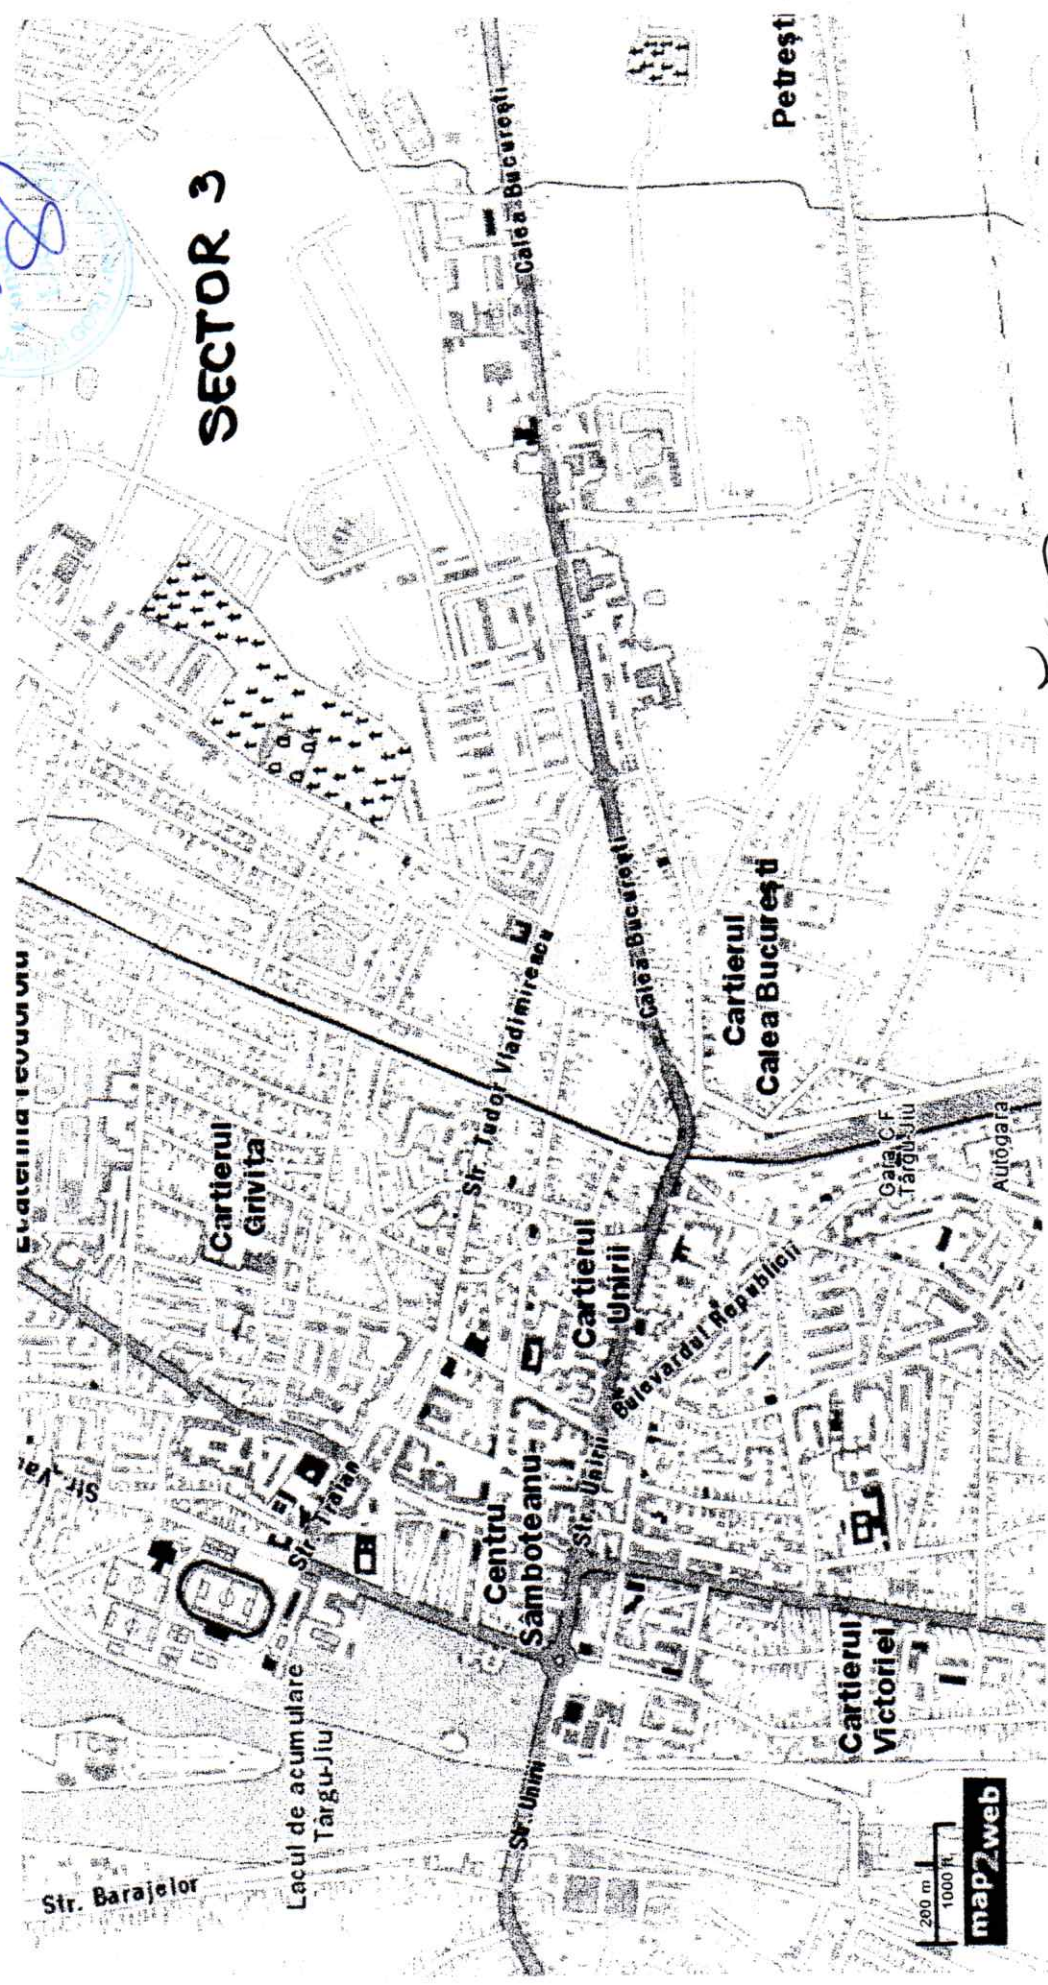 SECTOR 3
Petrești
Calea București
Calea București
Cartierul
Calea București
Str. Tudor Vladimirescu
Cartierul
Grivița
Cartierul
Unirii
Bulevardul Republicii
Gara C.F.
Târgu-Jiu
Autogara
Str. Traian
Centru
Sâmboteanu
Str. Unirii
Str. Unirii
Cartierul
Victoriei
Lacul de acumulare
Târgu-Jiu
Str. Barajelor
200 m
1000 ft.
map2web